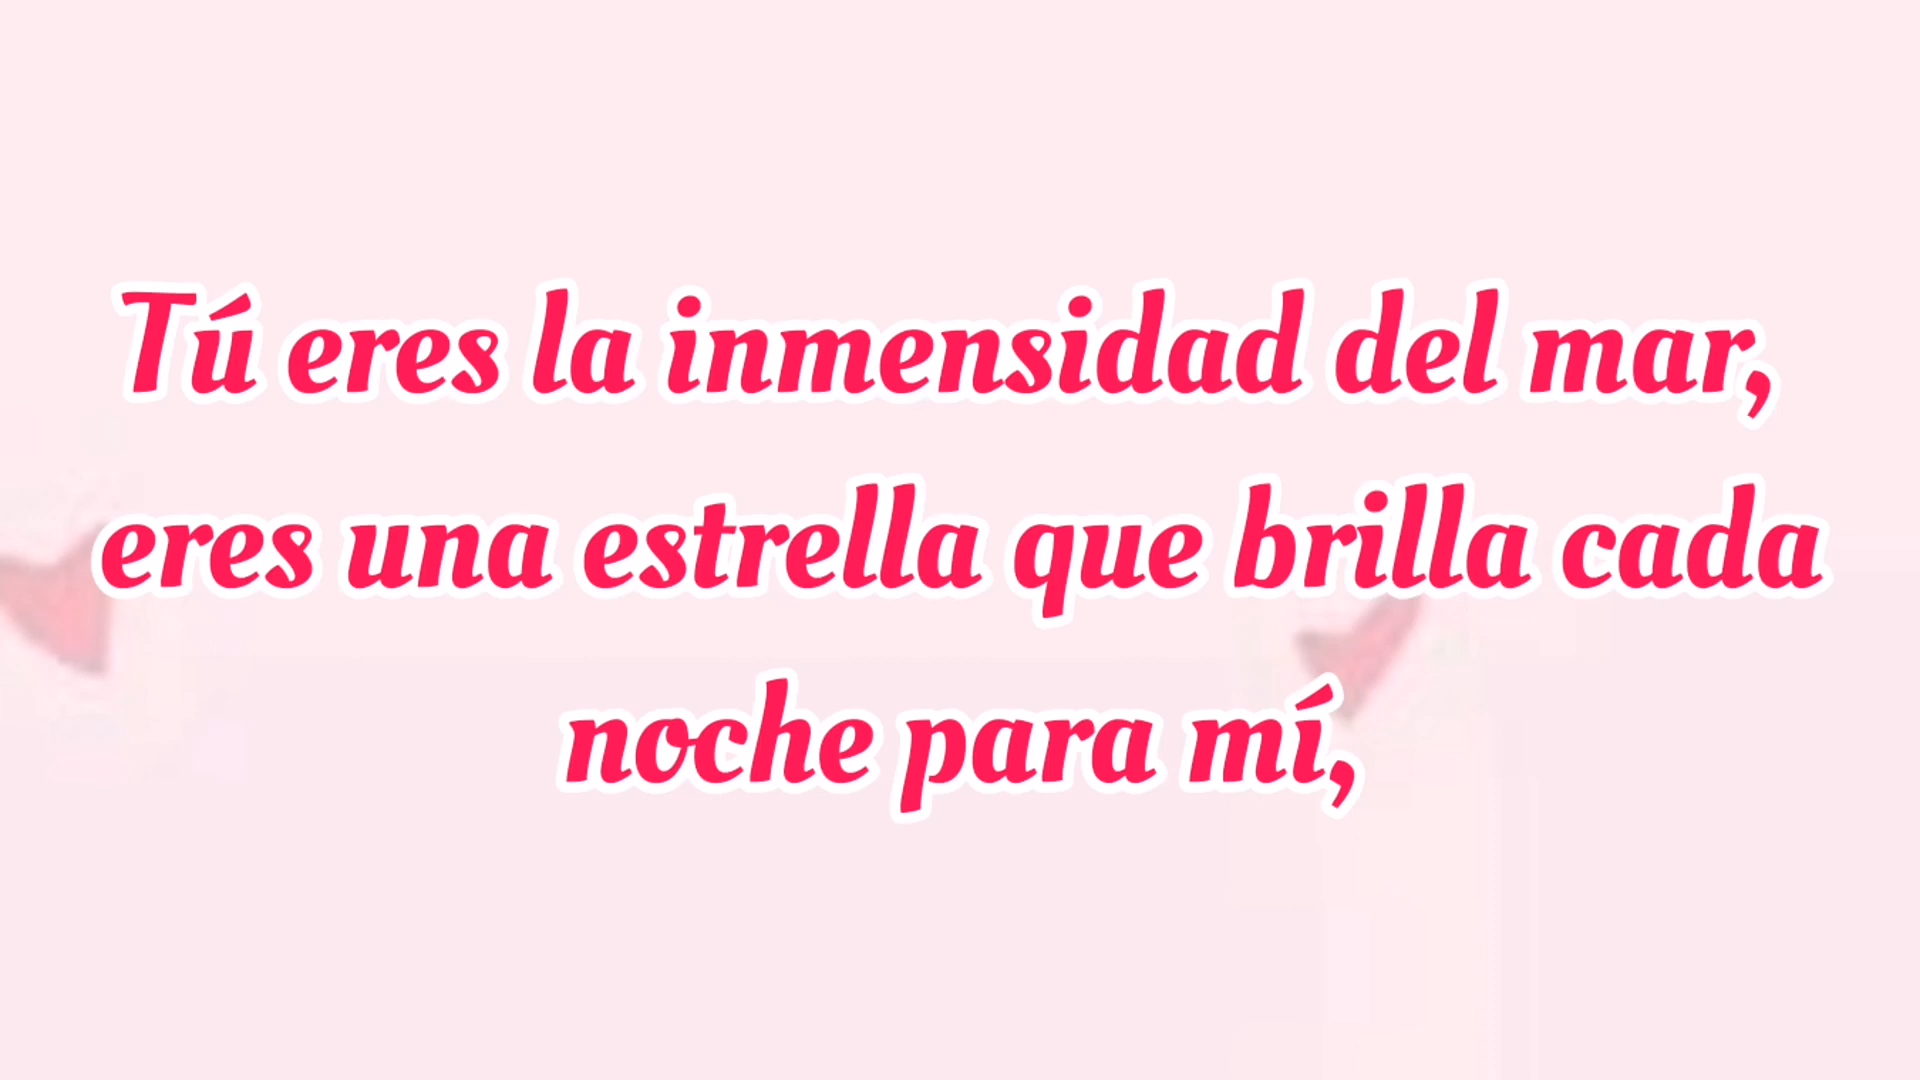 Tú eres la inmensidad del mar,
eres una estrella que brilla cada
noche para mí,